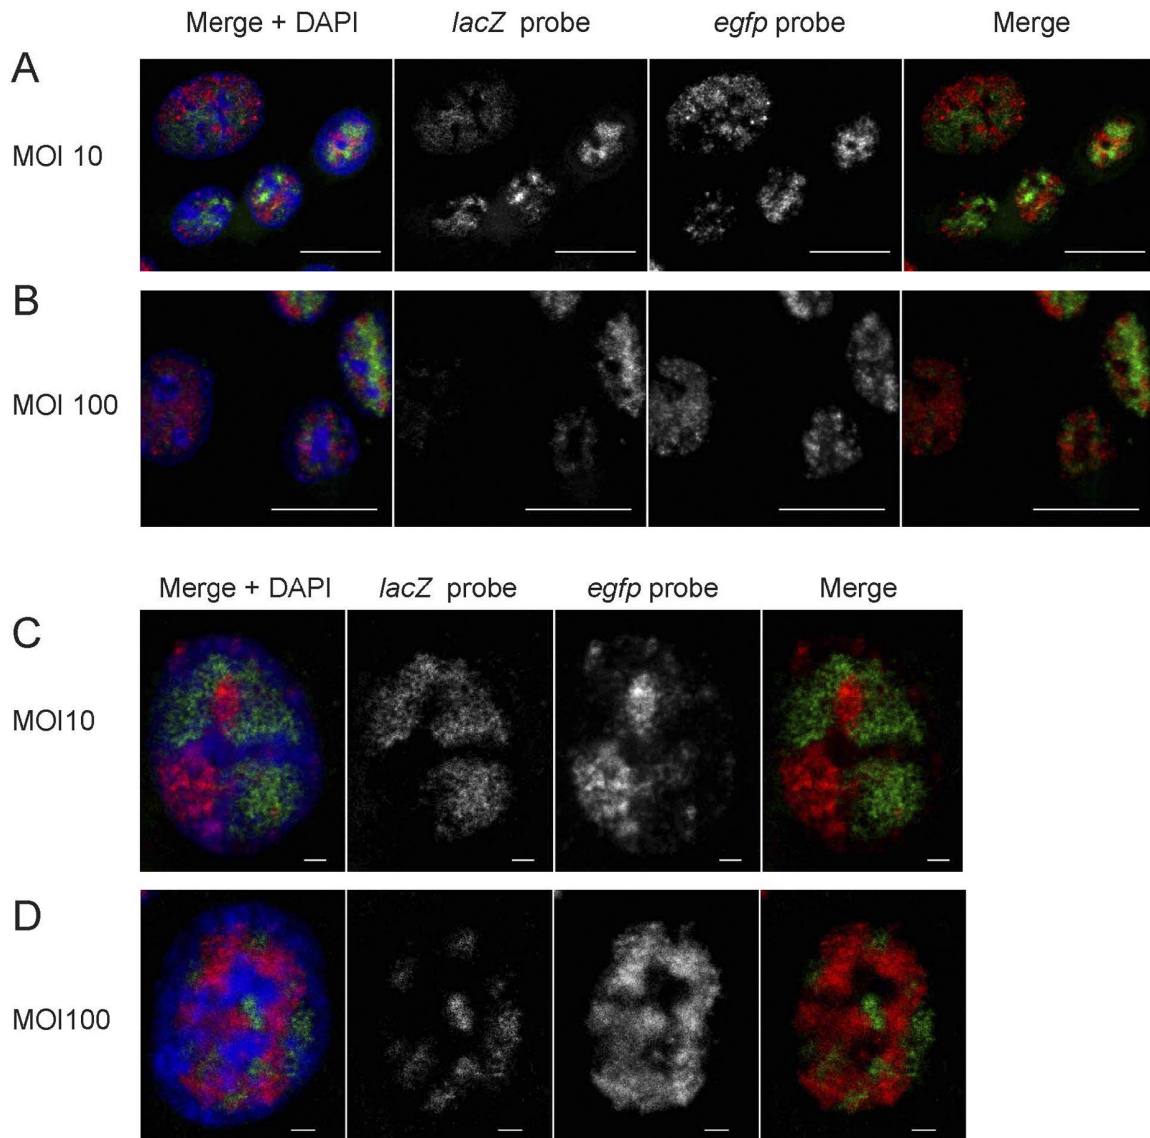 Merge + DAPI lacZ probe egfp probe Merge
A
MOI 10
B
MOI 100
Merge + DAPI lacZ probe egfp probe Merge
C
MOI10
D
MOI100